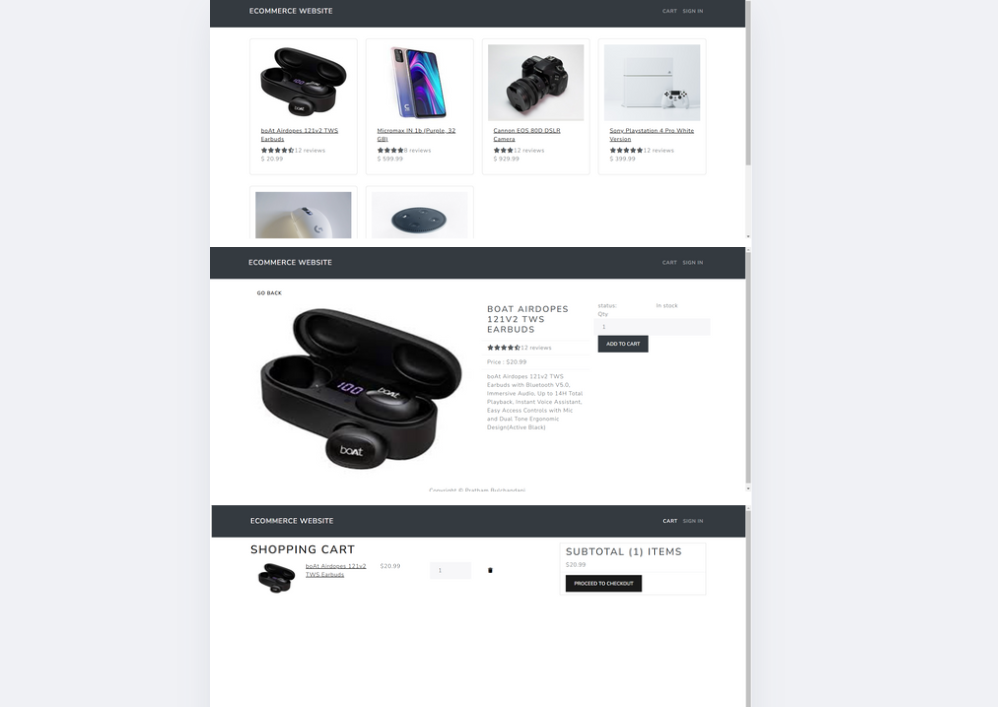 ECOMMERCE WEBSITE
CART SIGN IN
boAt Airdopes 121v2 TWS
Earbuds
12 reviews
$ 20.99
Micromax IN 1b (Purple, 32
GB)
8 reviews
$ 599.99
Cannon EOS 80D DSLR
Camera
12 reviews
$ 929.99
Sony Playstation 4 Pro White
Version
12 reviews
$ 399.99
ECOMMERCE WEBSITE
CART SIGN IN
GO BACK
100
boAt
boAt
BOAT AIRDOPES
121V2 TWS
EARBUDS
12 reviews
Price : $20.99
boAt Airdopes 121v2 TWS
Earbuds with Bluetooth V5.0,
Immersive Audio, Up to 14H Total
Playback, Instant Voice Assistant,
Easy Access Controls with Mic
and Dual Tone Ergonomic
Design(Active Black)
status: In stock
Qty
1
ADD TO CART
Copyright ©
ECOMMERCE WEBSITE
CART SIGN IN
SHOPPING CART
boAt Airdopes 121v2
TWS Earbuds
$20.99
1
SUBTOTAL (1) ITEMS
$20.99
PROCEED TO CHECKOUT